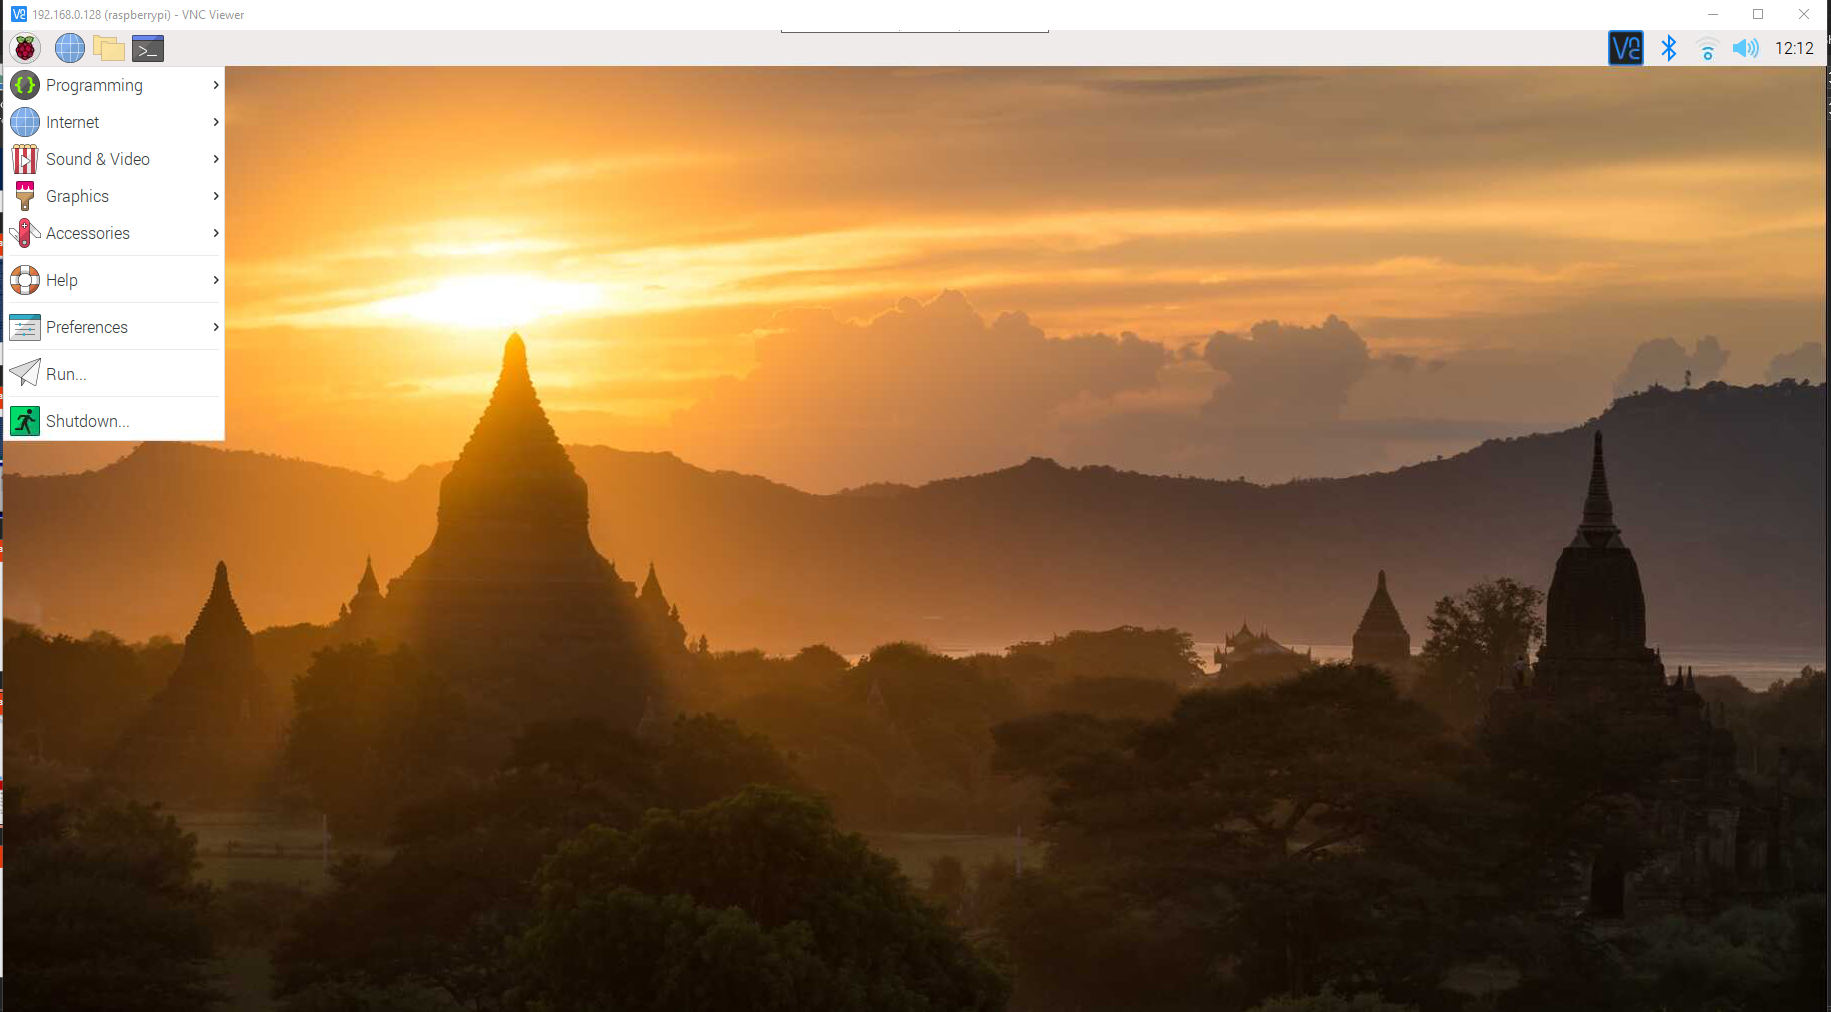 192.168.0.128 (raspberrypi) - VNC Viewer
12:12
Programming
Internet
Sound & Video
Graphics
Accessories
Help
Preferences
Run...
Shutdown...